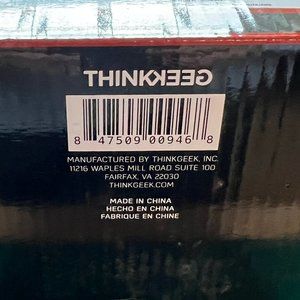 THINKGEEK
8 47509 00946 8
MANUFACTURED BY THINKGEEK, INC.
11216 WAPLES MILL ROAD SUITE 100
FAIRFAX, VA 22030
THINKGEEK.COM
MADE IN CHINA
HECHO EN CHINA
FABRIQUE EN CHINE